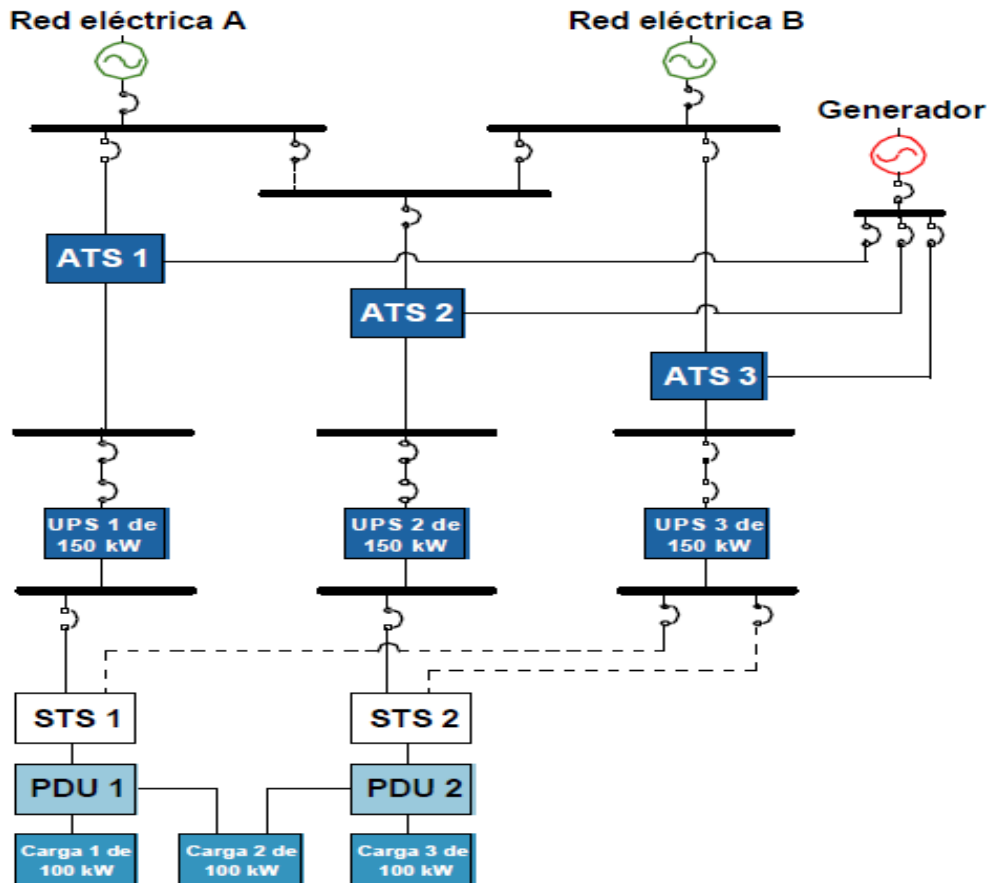 Red eléctrica A
Red eléctrica B
Generador
ATS 1
ATS 2
ATS 3
UPS 1 de
150 kW
UPS 2 de
150 kW
UPS 3 de
150 kW
STS 1
STS 2
PDU 1
PDU 2
Carga 1 de
100 kW
Carga 2 de
100 kW
Carga 3 de
100 kW